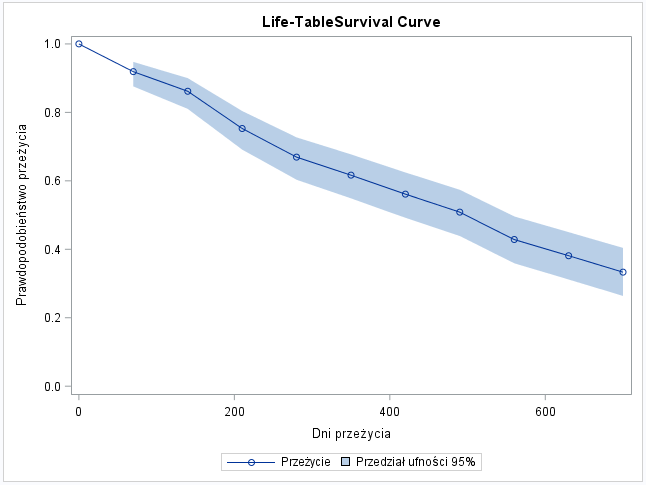 Life-TableSurvival Curve
Prawdopodobieństwo przeżycia
1.0
0.8
0.6
0.4
0.2
0.0
0 200 400 600
Dni przeżycia
Przeżycie Przedział ufności 95%